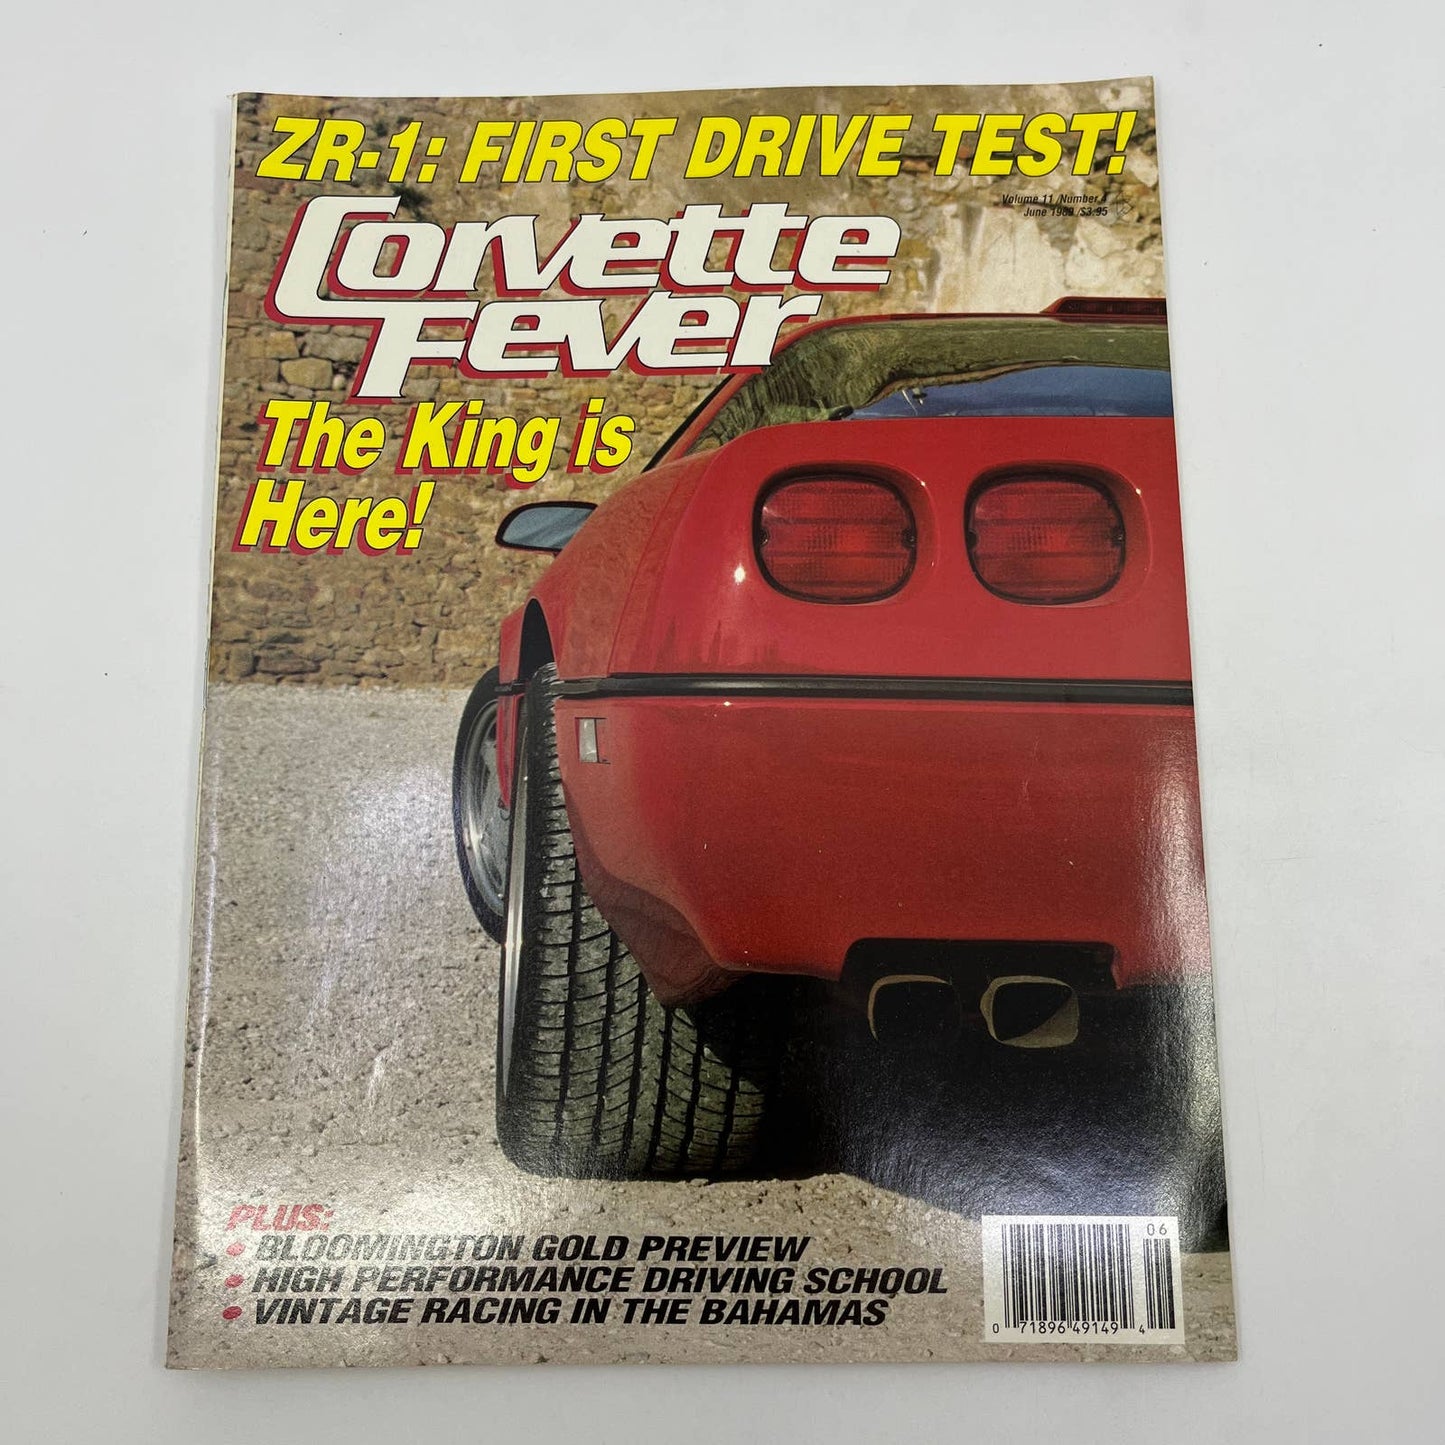 ZR-1: FIRST DRIVE TEST!
Volume 11 /Number 4
June 1989 /$3.95
Corvette
Fever
The King is
Here!
PLUS:
• BLOOMINGTON GOLD PREVIEW
• HIGH PERFORMANCE DRIVING SCHOOL
• VINTAGE RACING IN THE BAHAMAS
06
0 71896 49149 4